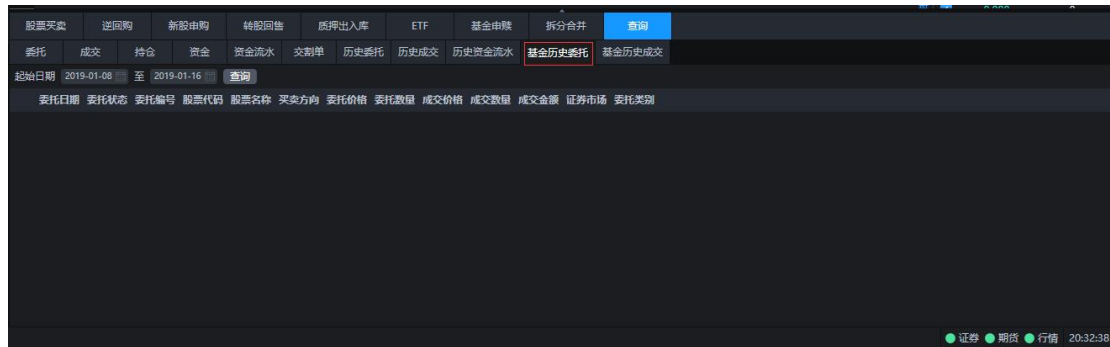 股票买卖 逆回购 新股申购 转股回售 质押出入库 ETF 基金申赎 拆分合并 查询
委托 成交 持仓 资金 资金流水 交割单 历史委托 历史成交 历史资金流水 基金历史委托 基金历史成交
起始日期 2019-01-08 至 2019-01-16 查询
委托日期 委托状态 委托编号 股票代码 股票名称 买卖方向 委托价格 委托数量 成交价格 成交数量 成交金额 证券市场 委托类别
证券 期货 行情 20:32:38